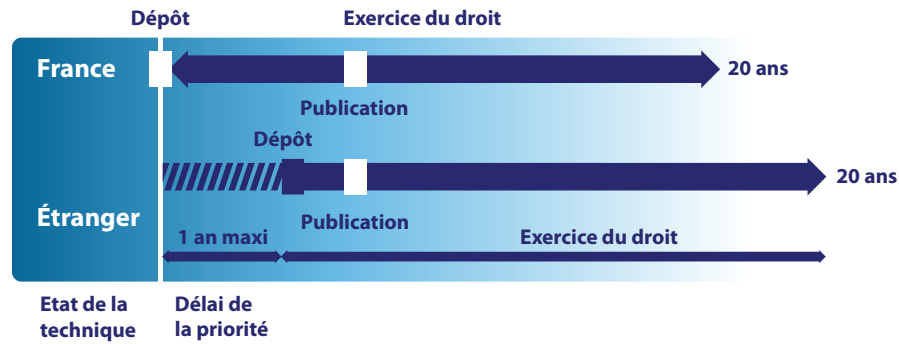 Dépôt
Exercice du droit
France
20 ans
Publication
Dépôt
20 ans
Étranger
Publication
1 an maxi
Exercice du droit
Etat de la
technique
Délai de
la priorité